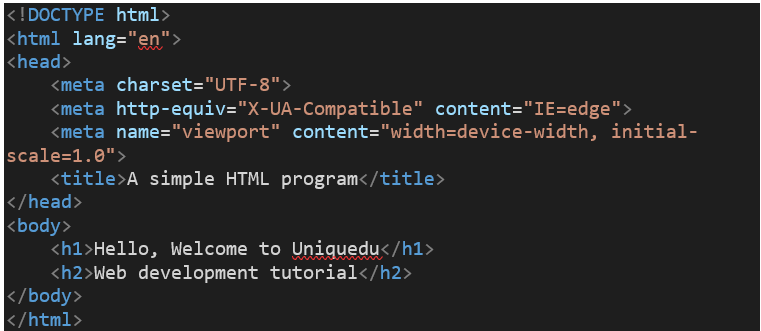 <!DOCTYPE html>
<html lang="en">
<head>
    <meta charset="UTF-8">
    <meta http-equiv="X-UA-Compatible" content="IE=edge">
    <meta name="viewport" content="width=device-width, initial-
scale=1.0">
    <title>A simple HTML program</title>
</head>
<body>
    <h1>Hello, Welcome to Uniquedu</h1>
    <h2>Web development tutorial</h2>
</body>
</html>